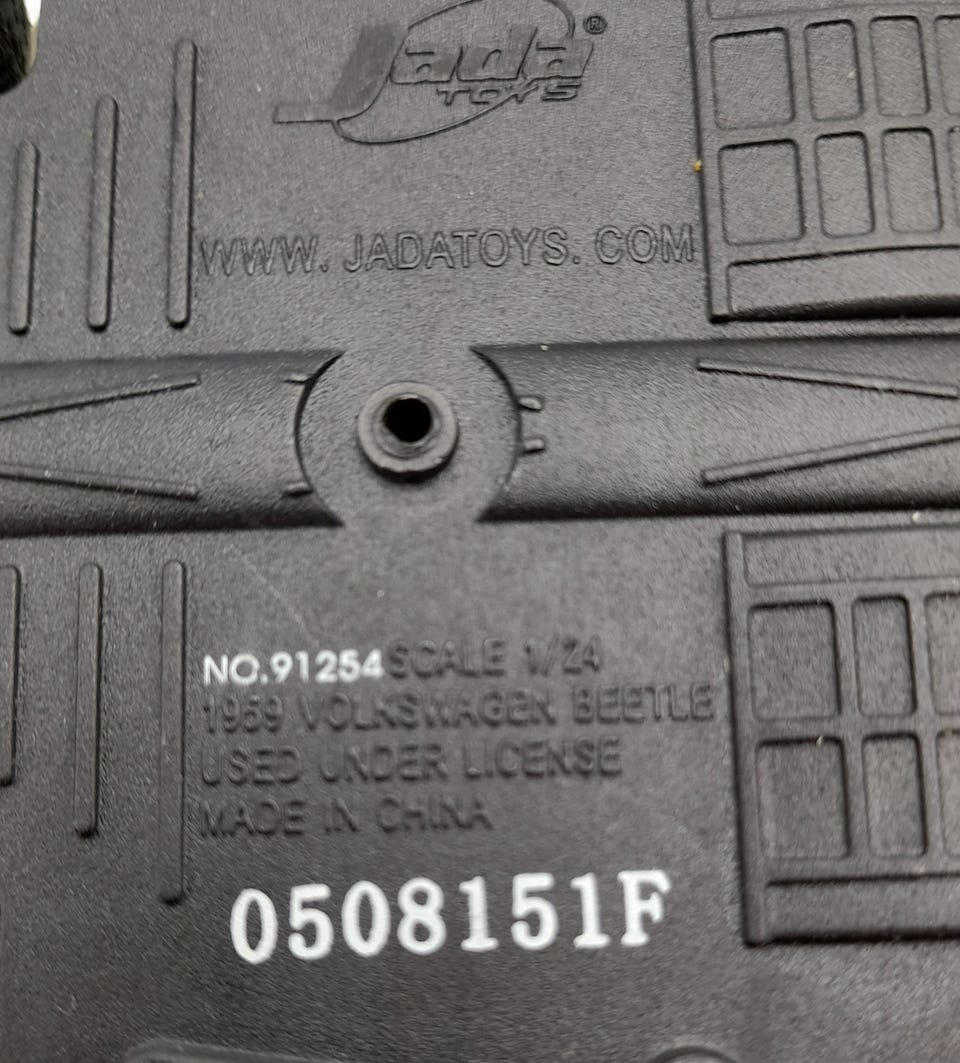 Jada®
TOYS
WWW. JADATOYS. COM
NO.91254 SCALE 1/24
1959 VOLKSWAGEN BEETLE
USED UNDER LICENSE
MADE IN CHINA
0508151F